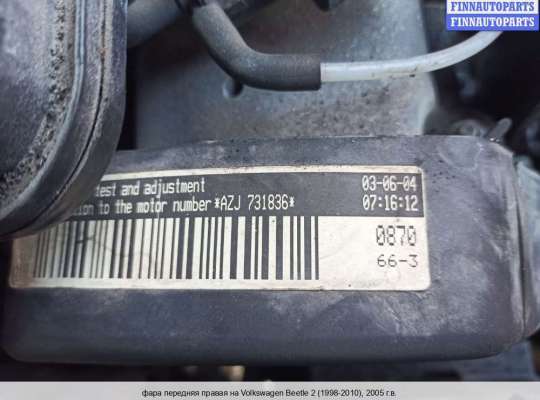 FINNAUTOPARTS
FINNAUTOPARTS
test and adjustment
to the motor number *AZJ 731836*
03-06-04
07:16:12
0870
66-3
фара передняя правая на Volkswagen Beetle 2 (1998-2010), 2005 г.в.